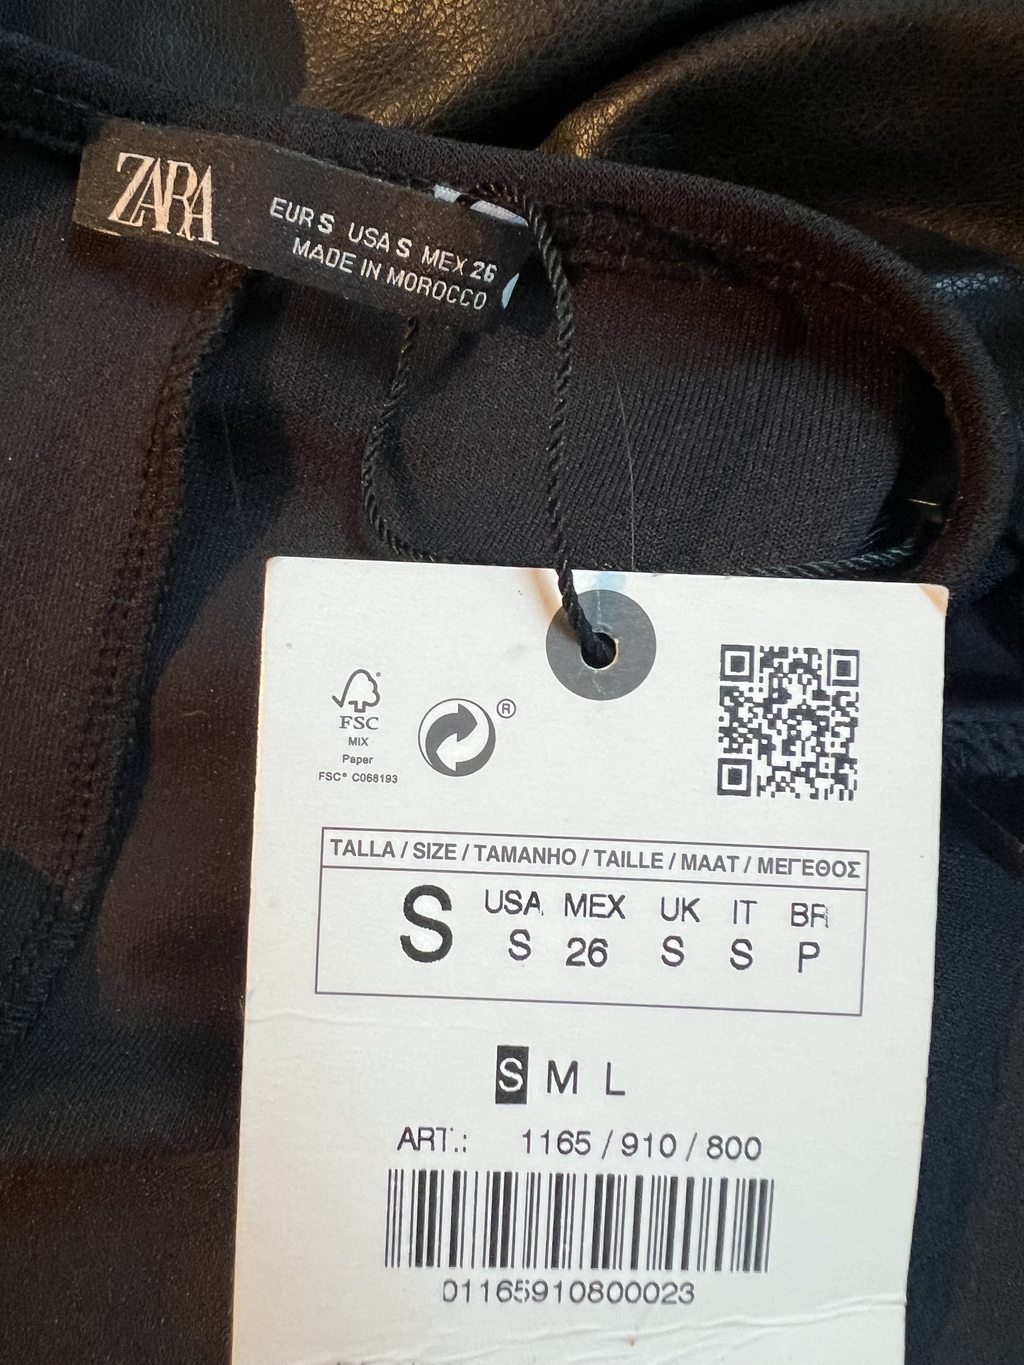 ZARA
EUR S USA S MEX 26
MADE IN MOROCCO
FSC
MIX
Paper
FSC® C068193
®
TALLA / SIZE / TAMANHO / TAILLE / MAAT / ΜΕΓΕΘΟΣ
S USA MEX UK IT BR
S 26 S S P
S M L
ART.: 1165 / 910 / 800
01165910800023